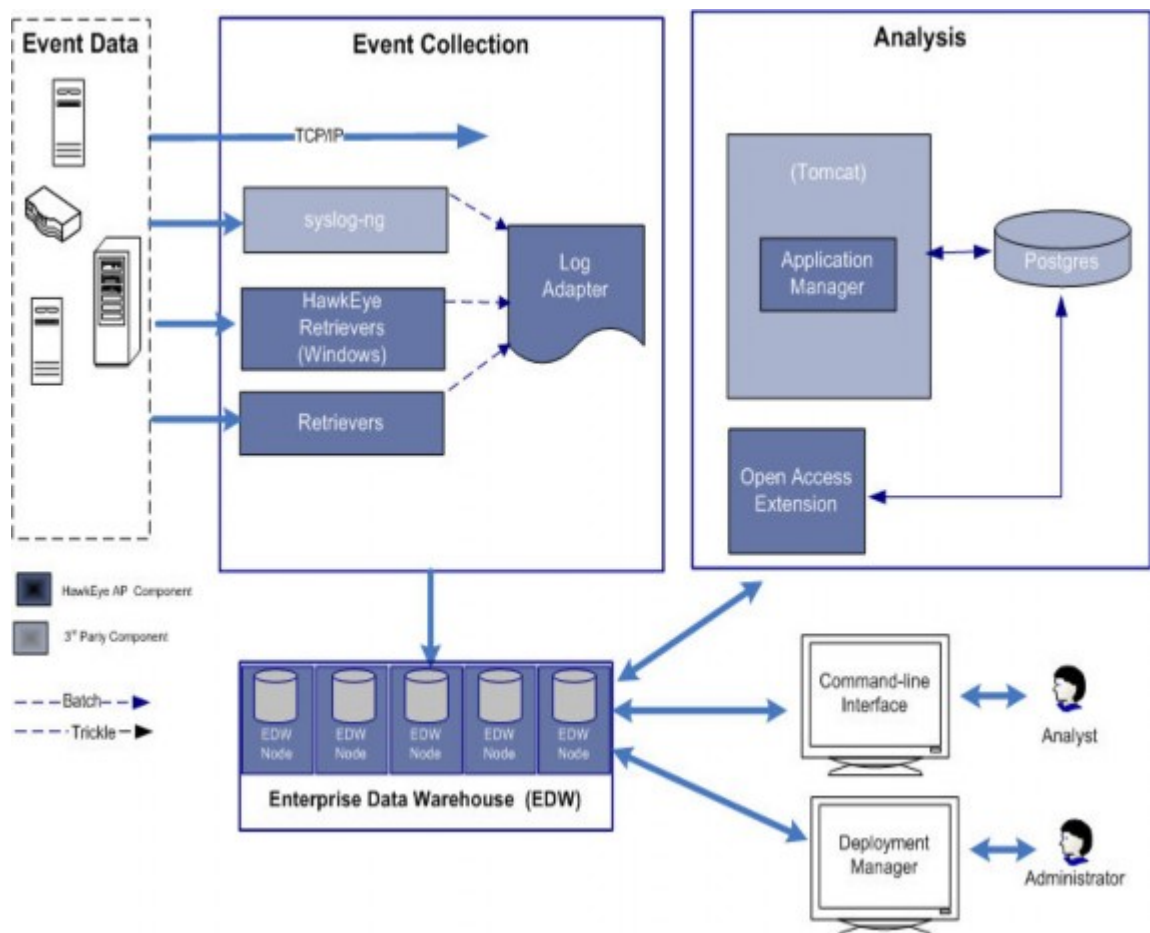 Event Data
Event Collection
Analysis
TCP/IP
syslog-ng
HawkEye
Retrievers
(Windows)
Retrievers
Log
Adapter
(Tomcat)
Application
Manager
Postgres
Open Access
Extension
HawkEye AP Component
3rd Party Component
Batch
Trickle
EDW
Node
EDW
Node
EDW
Node
EDW
Node
EDW
Node
Enterprise Data Warehouse (EDW)
Command-line
Interface
Analyst
Deployment
Manager
Administrator